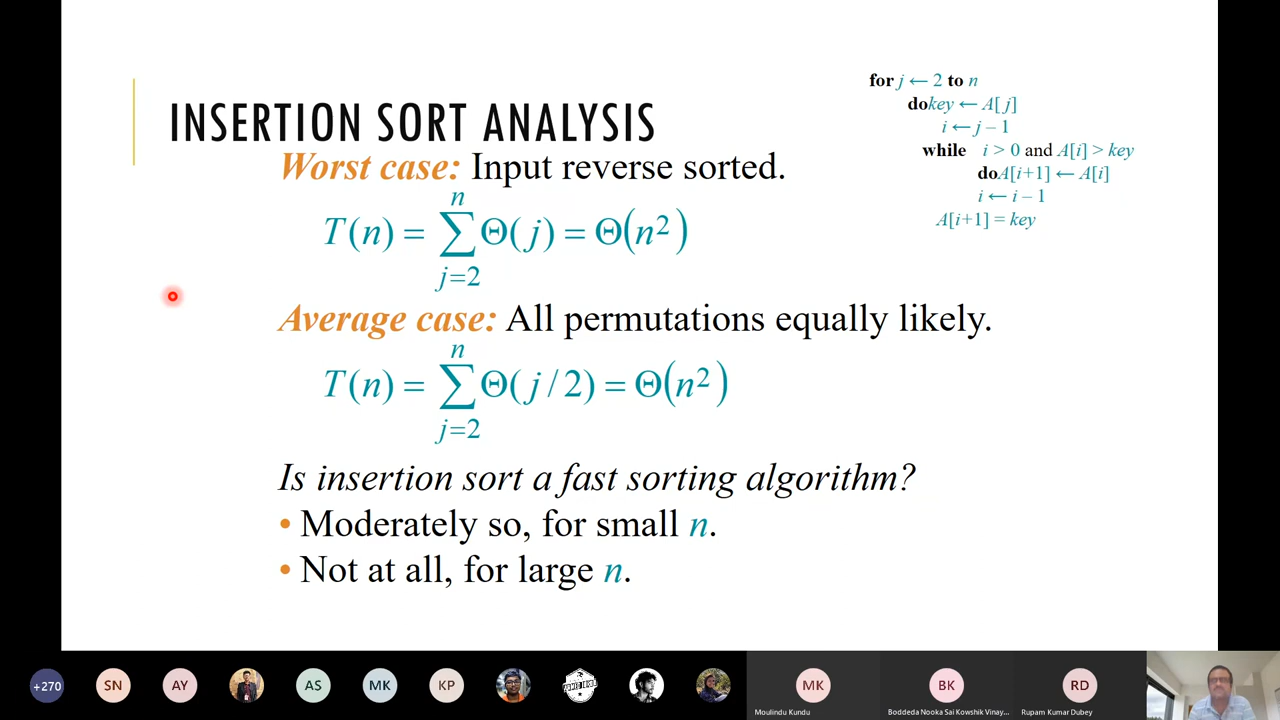 INSERTION SORT ANALYSIS
for j ← 2 to n
dokey ← A[ j]
i ← j – 1
while i > 0 and A[i] > key
doA[i+1] ← A[i]
i ← i – 1
A[i+1] = key
Worst case: Input reverse sorted.
n
T(n) = ∑ Θ( j) = Θ(n²)
j=2
Average case: All permutations equally likely.
n
T(n) = ∑ Θ( j / 2) = Θ(n²)
j=2
Is insertion sort a fast sorting algorithm?
• Moderately so, for small n.
• Not at all, for large n.
+270 SN AY AS MK KP MK BK RD
Moulindu Kundu Boddeda Nooka Sai Kowshik Vinay... Rupam Kumar Dubey